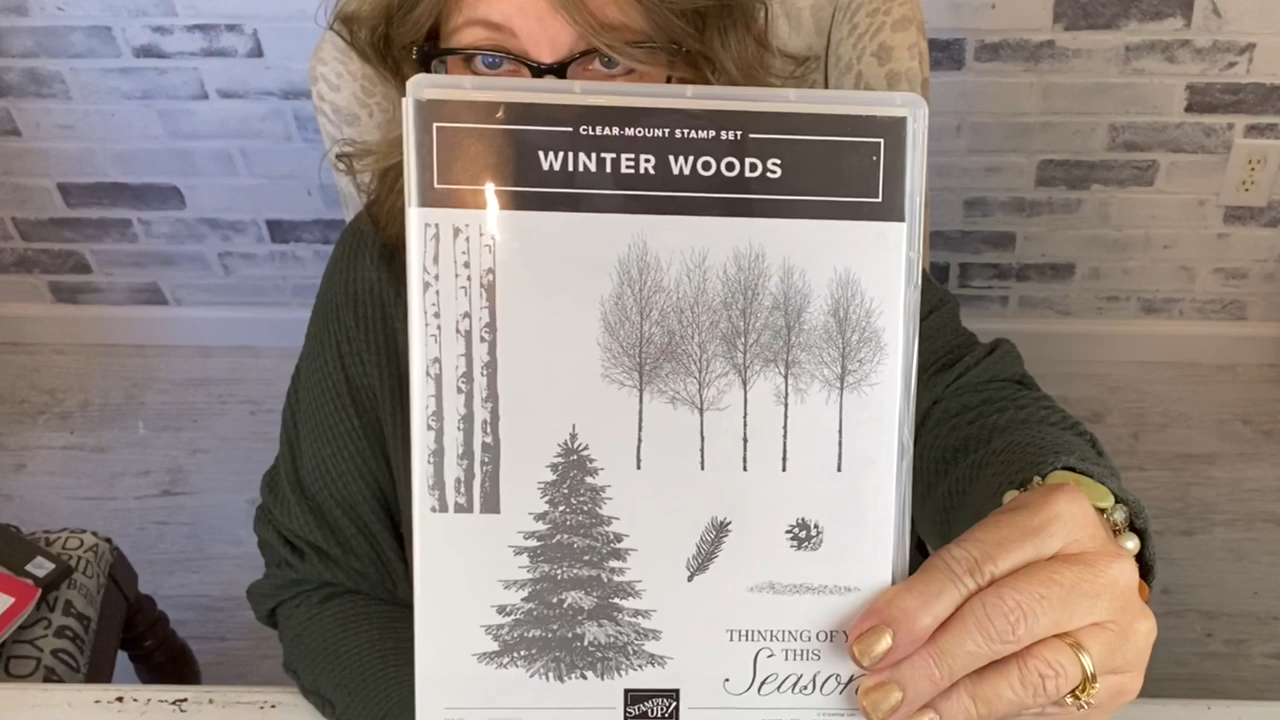 CLEAR-MOUNT STAMP SET
WINTER WOODS
THINKING OF Y
THIS
Season
STAMPIN'
UP!